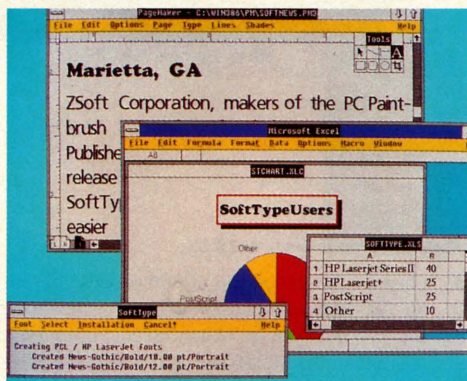 PageMaker - C:\WIN386\PM\SOFTNEWS.PM3
File Edit Options Page Type Lines Shades Help
Tools
A
Marietta, GA
ZSoft Corporation, makers of the PC Paint-
brush
Publishe
release
SoftTy
easier
Microsoft Excel
File Edit Formula Format Data Options Macro Window
A8
STCHART.XLC
SoftTypeUsers
Other
PostScript
SOFTTYPE.XLS
A B
1 HP Laserjet Series II 40
2 HP Laserjet+ 25
3 PostScript 25
4 Other 10
SoftType
Font Select Installation Cancel! Help
Creating PCL / HP LaserJet fonts
Created News-Gothic/Bold/10.00 pt/Portrait
Created News-Gothic/Bold/12.00 pt/Portrait